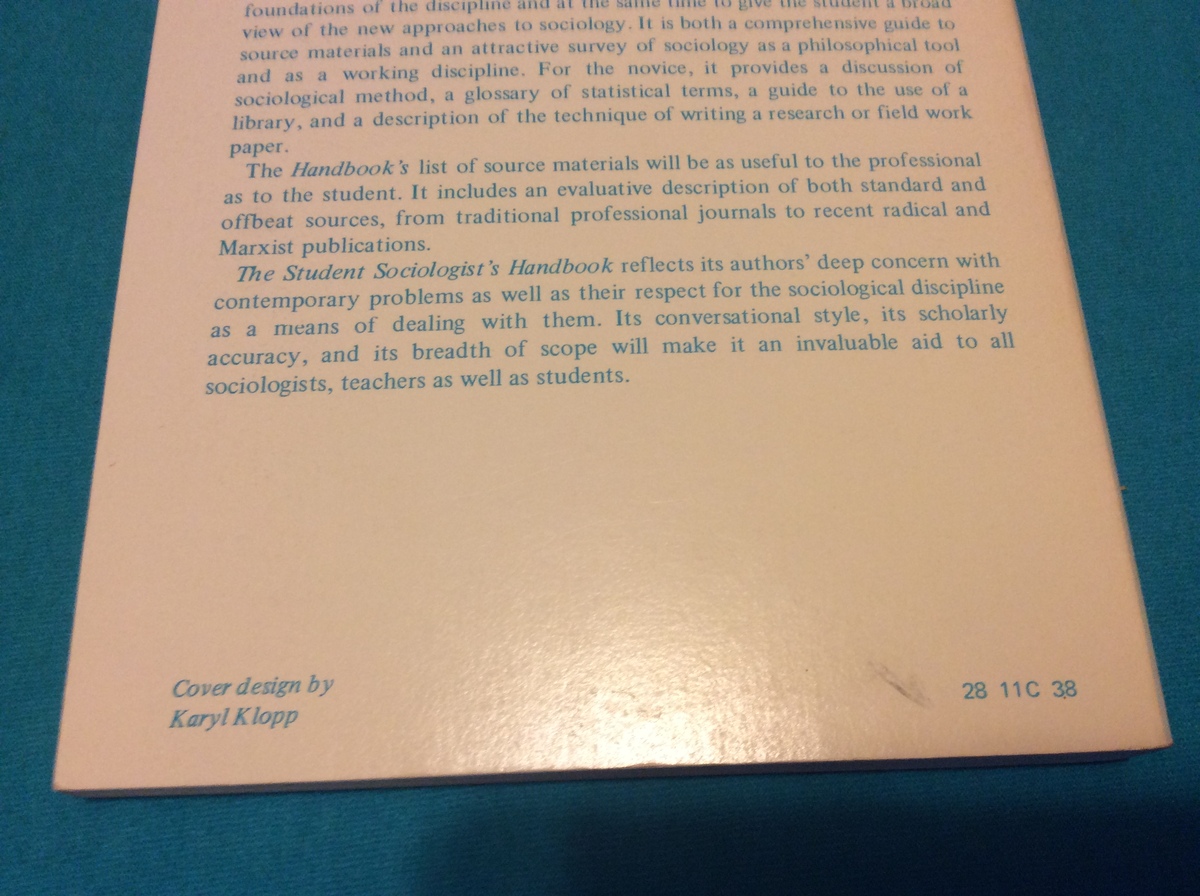 foundations of the discipline and at the same time to give the student a broad
view of the new approaches to sociology. It is both a comprehensive guide to
source materials and an attractive survey of sociology as a philosophical tool
and as a working discipline. For the novice, it provides a discussion of
sociological method, a glossary of statistical terms, a guide to the use of a
library, and a description of the technique of writing a research or field work
paper.
The Handbook's list of source materials will be as useful to the professional
as to the student. It includes an evaluative description of both standard and
offbeat sources, from traditional professional journals to recent radical and
Marxist publications.
The Student Sociologist's Handbook reflects its authors' deep concern with
contemporary problems as well as their respect for the sociological discipline
as a means of dealing with them. Its conversational style, its scholarly
accuracy, and its breadth of scope will make it an invaluable aid to all
sociologists, teachers as well as students.
Cover design by
Karyl Klopp
28 11C 38